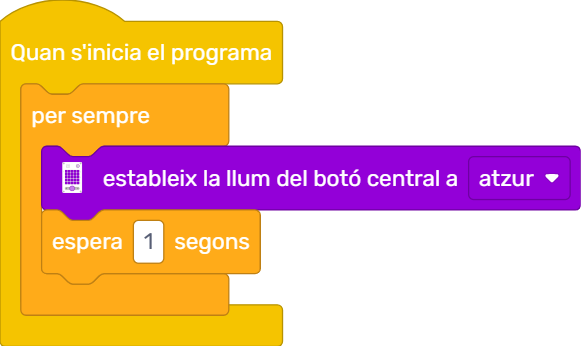 Quan s'inicia el programa
per sempre
estableix la llum del botó central a atzur
espera 1 segons